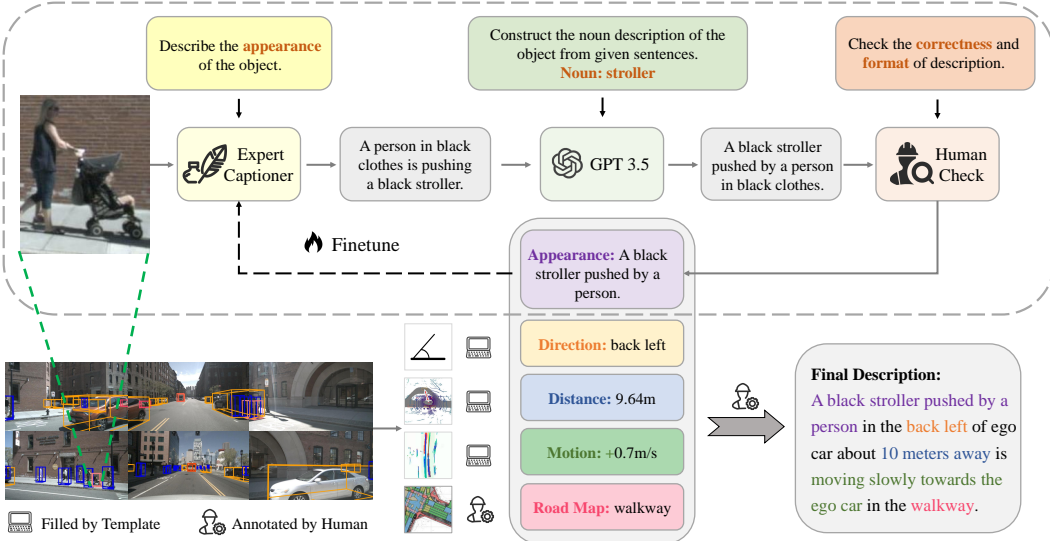 Describe the appearance
of the object.
Construct the noun description of the
object from given sentences.
Noun: stroller
Check the correctness and
format of description.
Expert
Captioner
A person in black
clothes is pushing
a black stroller.
GPT 3.5
A black stroller
pushed by a person
in black clothes.
Human
Check
Finetune
Appearance: A black
stroller pushed by a
person.
Direction: back left
Distance: 9.64m
Motion: +0.7m/s
Road Map: walkway
Final Description:
A black stroller pushed by a
person in the back left of ego
car about 10 meters away is
moving slowly towards the
ego car in the walkway.
Filled by Template
Annotated by Human